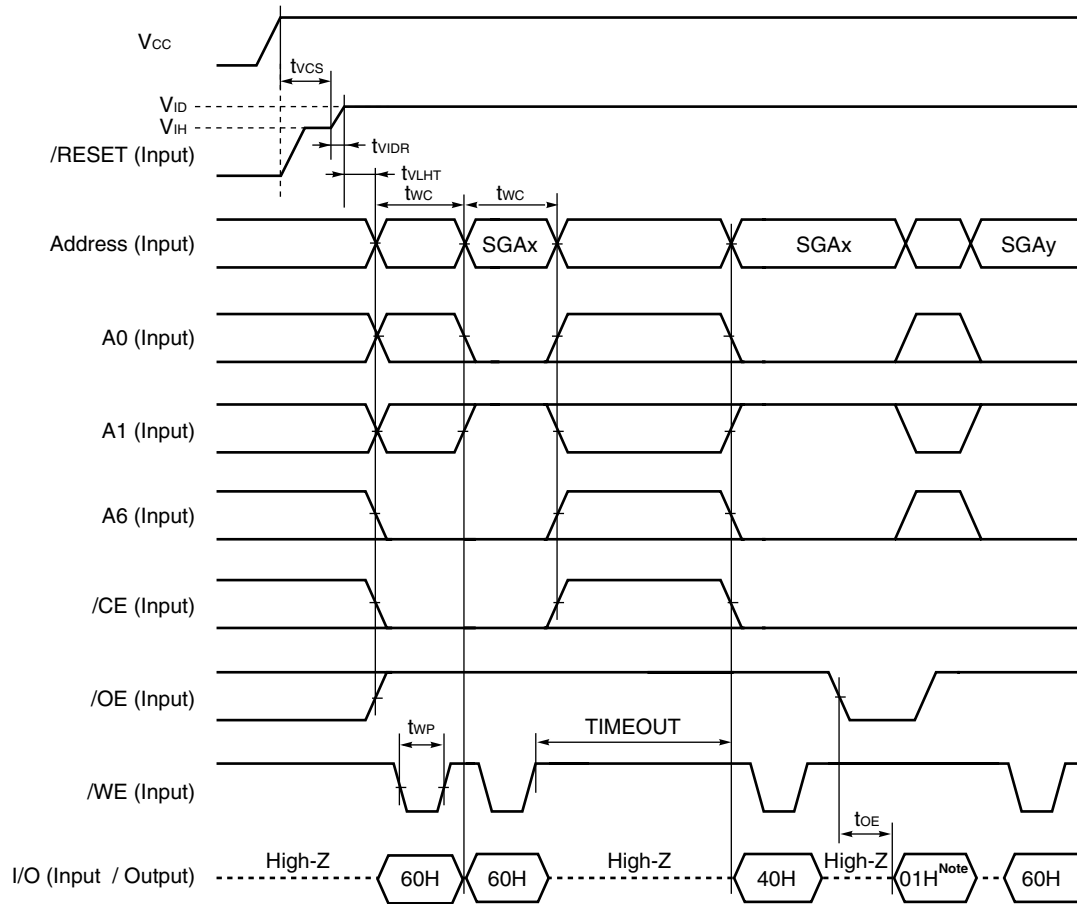 VCC
tVCS
VID
VIH
/RESET (Input)
tVIDR
tVLHT
tWC tWC
Address (Input) SGAx SGAx SGAy
A0 (Input)
A1 (Input)
A6 (Input)
/CE (Input)
/OE (Input)
tWP TIMEOUT
/WE (Input)
tOE
I/O (Input / Output) High-Z 60H 60H High-Z 40H High-Z 01H Note 60H